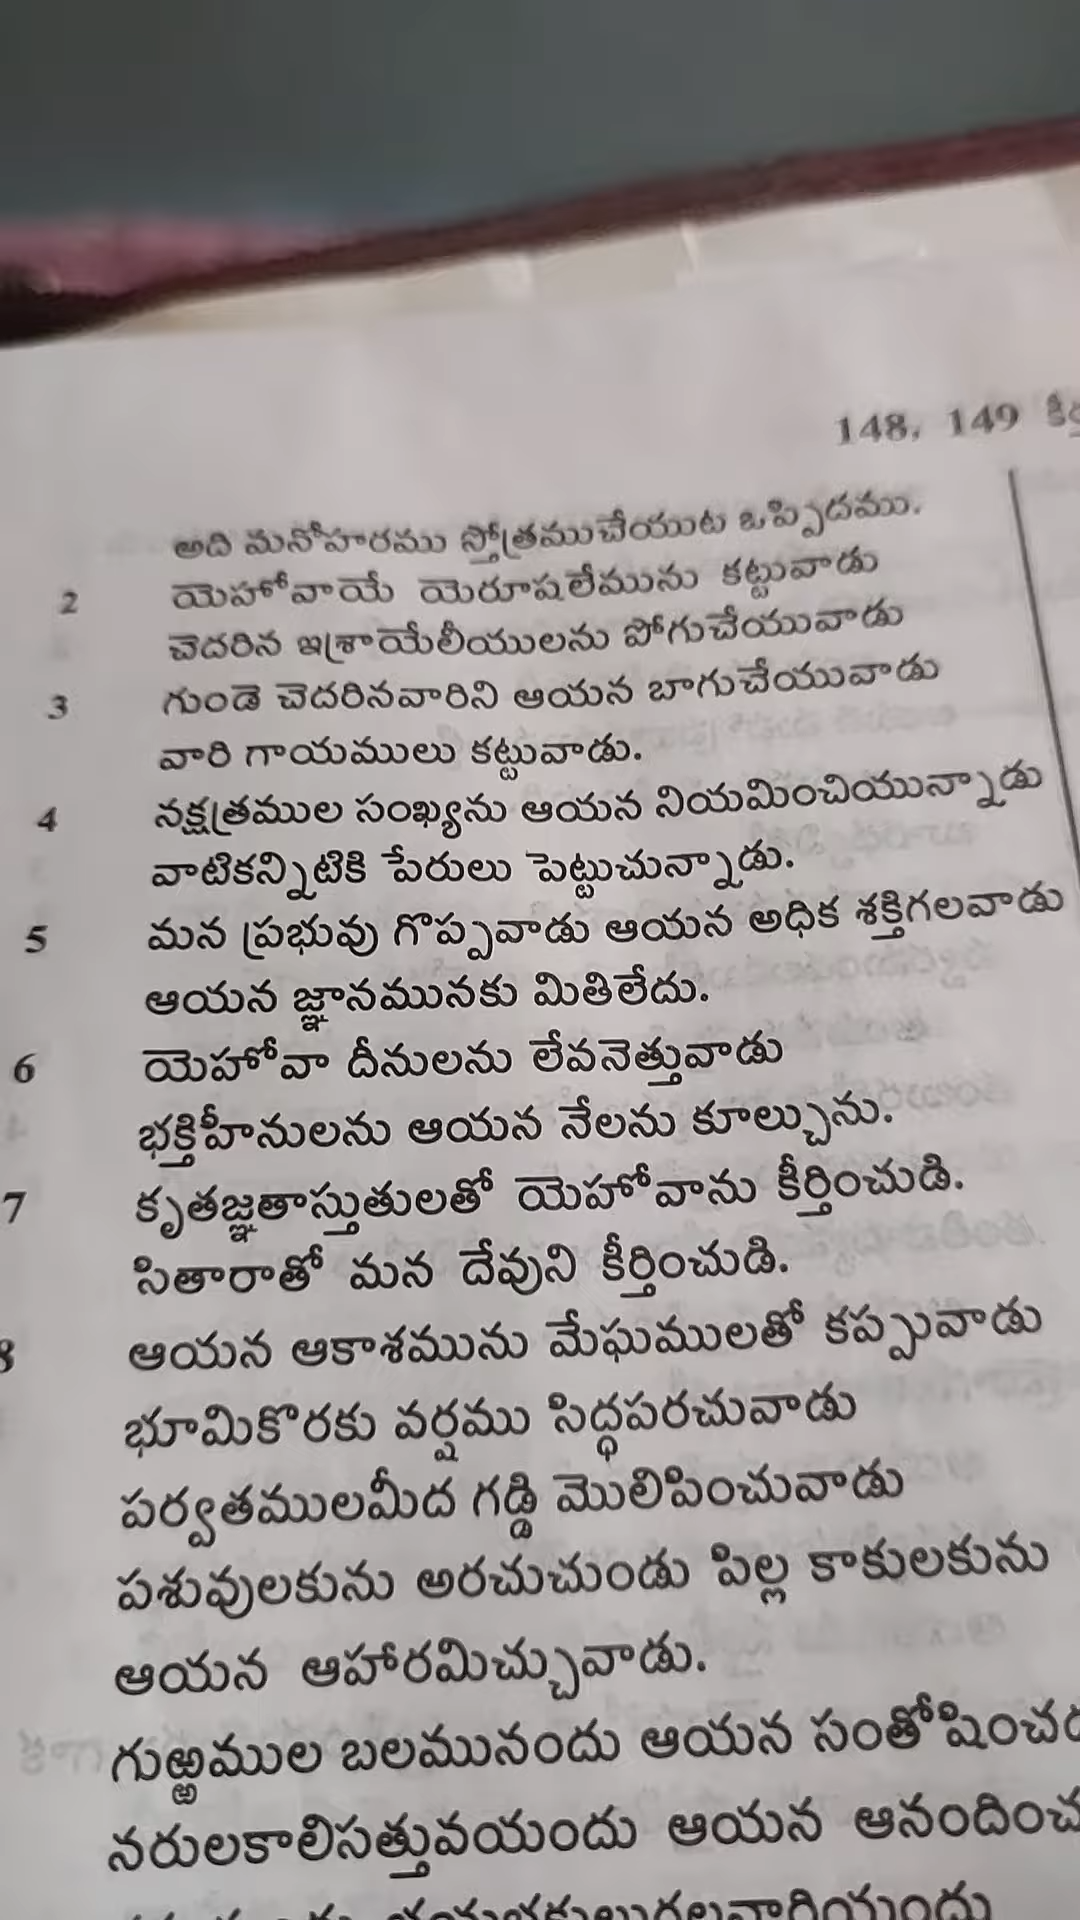 148, 149
అది మనోహరము స్తోత్రముచేయుట ఒప్పిదము.
2 యెహోవాయే యెరూషలేమును కట్టువాడు
చెదరిన ఇశ్రాయేలీయులను పోగుచేయువాడు
3 గుండె చెదరినవారిని ఆయన బాగుచేయువాడు
వారి గాయములు కట్టువాడు.
4 నక్షత్రముల సంఖ్యను ఆయన నియమించియున్నాడు
వాటికన్నిటికి పేరులు పెట్టుచున్నాడు.
5 మన ప్రభువు గొప్పవాడు ఆయన అధిక శక్తిగలవాడు
ఆయన జ్ఞానమునకు మితిలేదు.
6 యెహోవా దీనులను లేవనెత్తువాడు
భక్తిహీనులను ఆయన నేలను కూల్చును.
7 కృతజ్ఞతాస్తుతులతో యెహోవాను కీర్తించుడి.
సితారాతో మన దేవుని కీర్తించుడి.
8 ఆయన ఆకాశమును మేఘములతో కప్పువాడు
భూమికొరకు వర్షము సిద్ధపరచువాడు
పర్వతములమీద గడ్డి మొలిపించువాడు
పశువులకును అరచుచుండు పిల్ల కాకులకును
ఆయన ఆహారమిచ్చువాడు.
గుఱ్ఱముల బలమునందు ఆయన
నరులకాలిసత్తువయందు ఆయన